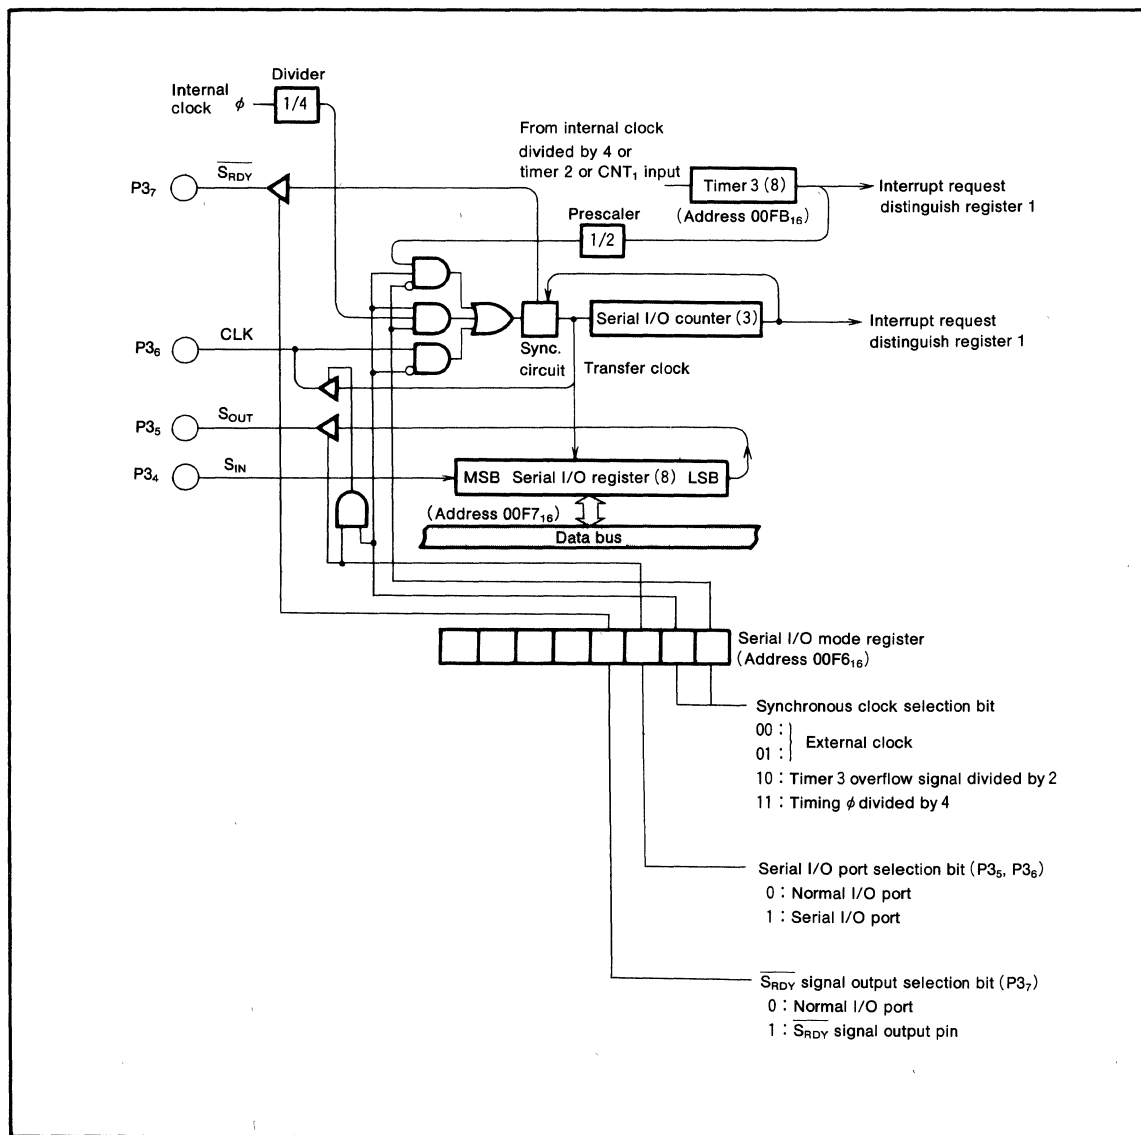 Divider
Internal
clock φ
1/4
From internal clock
divided by 4 or
timer 2 or CNT₁ input
P3₇
S̅R̅D̅Y̅
Timer 3 (8)
Interrupt request
distinguish register 1
(Address 00FB₁₆)
Prescaler
1/2
P3₆
CLK
Serial I/O counter (3)
Interrupt request
distinguish register 1
Sync.
circuit
Transfer clock
P3₅
SOUT
P3₄
SIN
MSB Serial I/O register (8) LSB
(Address 00F7₁₆)
Data bus
Serial I/O mode register
(Address 00F6₁₆)
Synchronous clock selection bit
00 :
01 :
External clock
10 : Timer 3 overflow signal divided by 2
11 : Timing φ divided by 4
Serial I/O port selection bit (P3₅, P3₆)
0 : Normal I/O port
1 : Serial I/O port
S̅R̅D̅Y̅ signal output selection bit (P3₇)
0 : Normal I/O port
1 : S̅R̅D̅Y̅ signal output pin